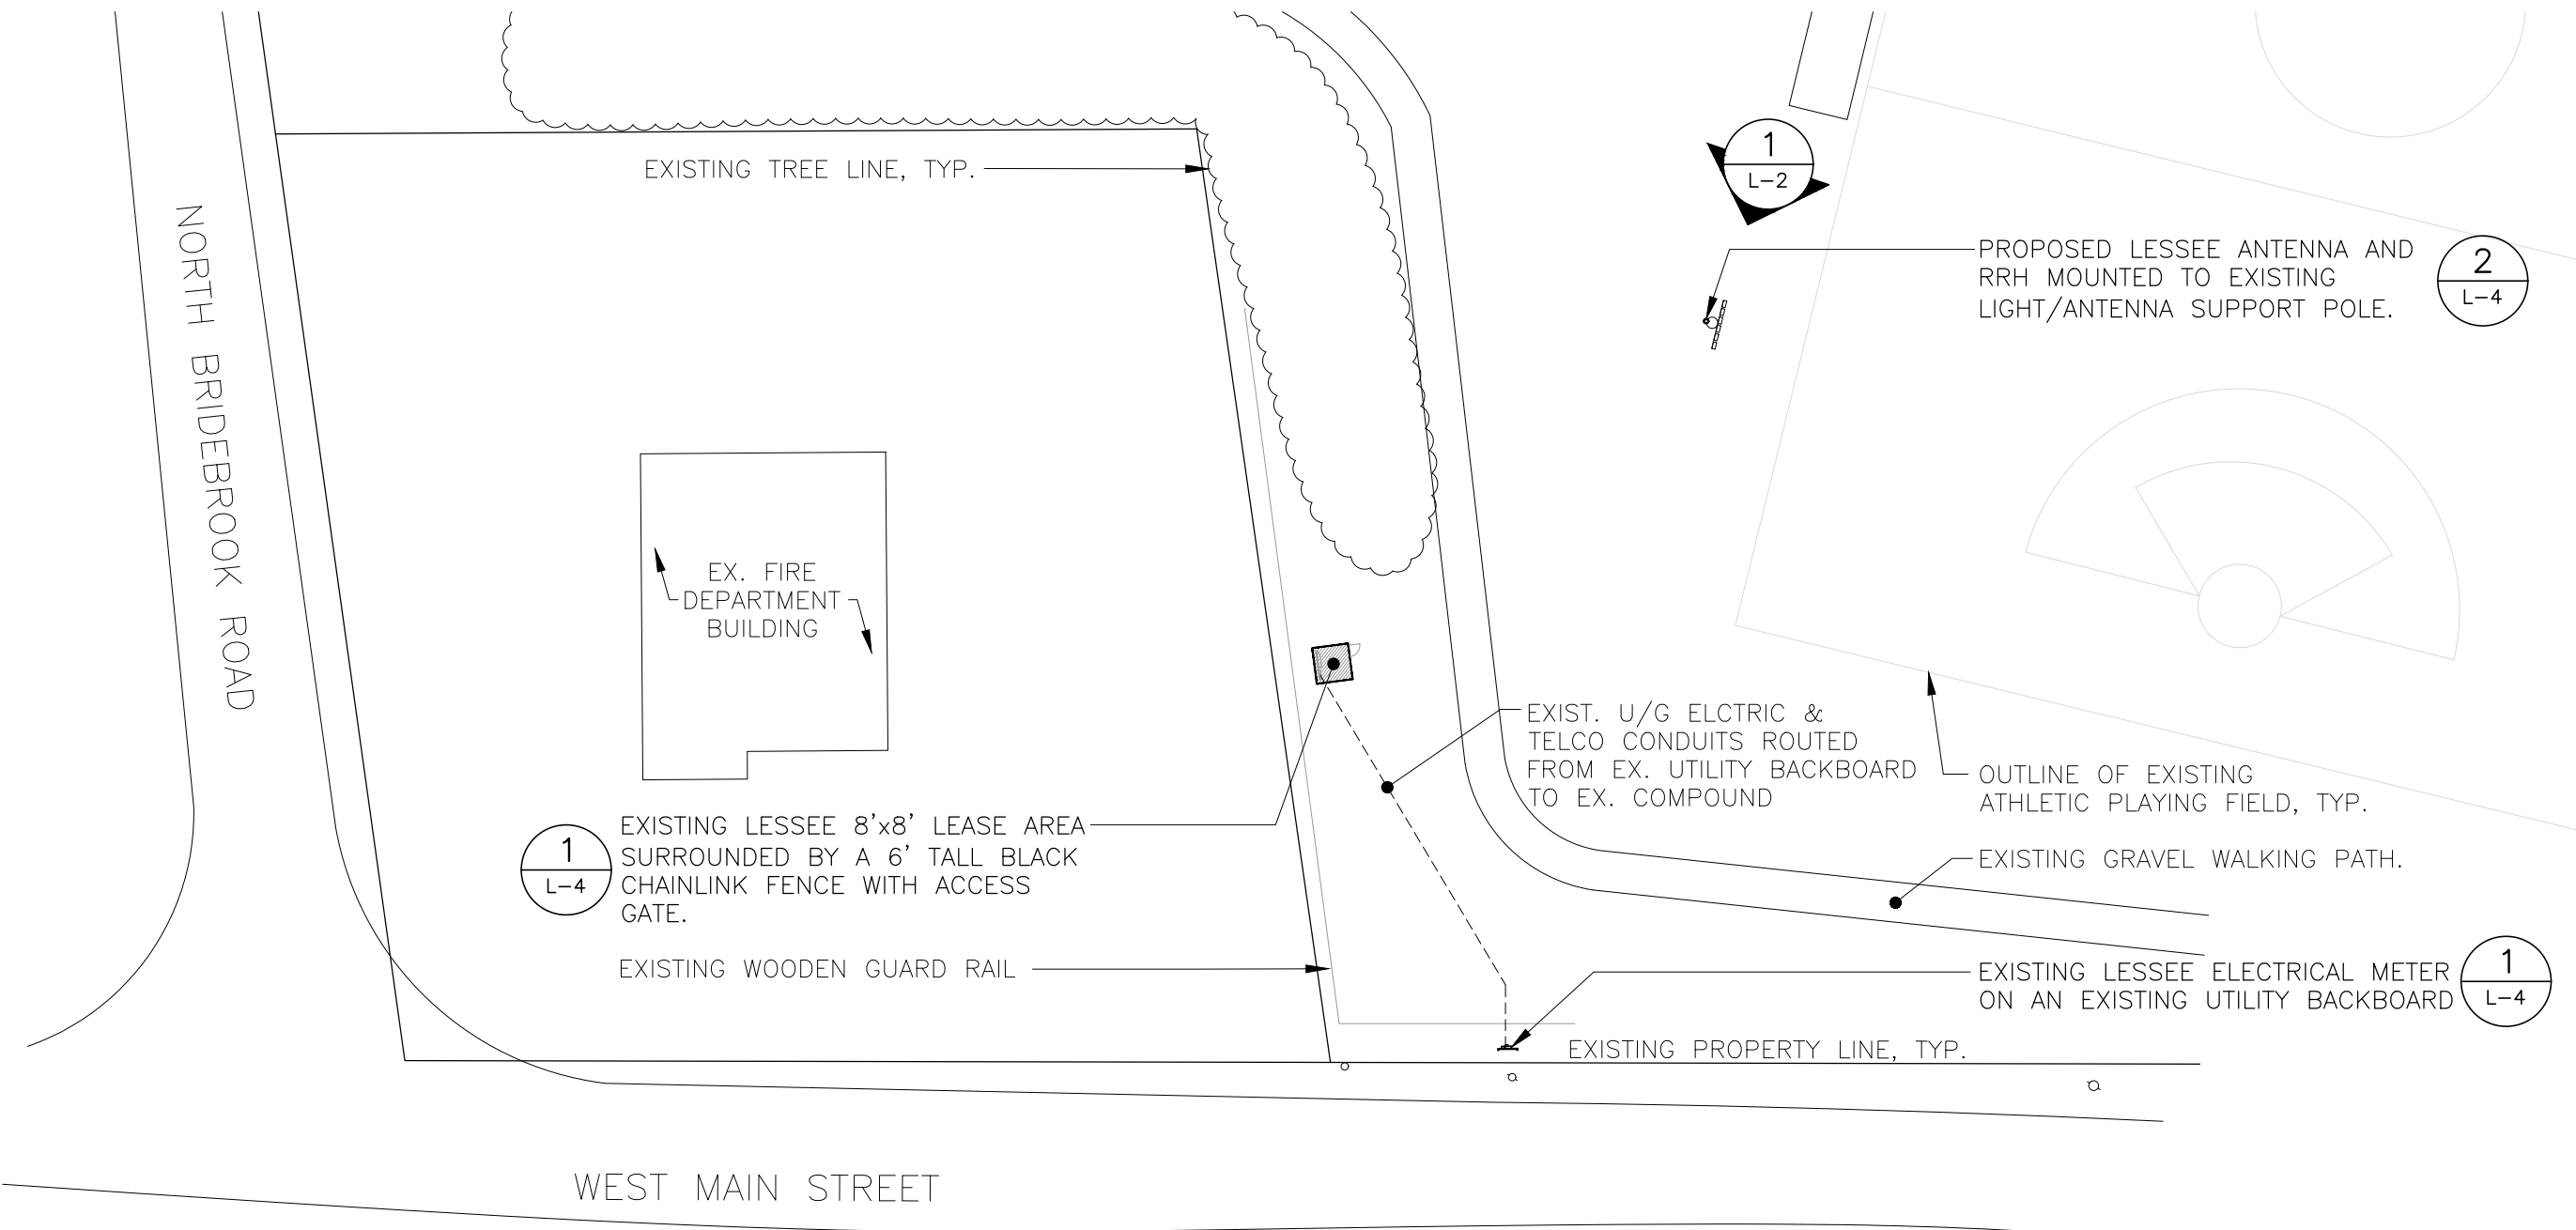 EXISTING TREE LINE, TYP.
NORTH BRIDEBROOK ROAD
1
L-2
PROPOSED LESSEE ANTENNA AND
RRH MOUNTED TO EXISTING
LIGHT/ANTENNA SUPPORT POLE.
2
L-4
EX. FIRE
DEPARTMENT
BUILDING
EXIST. U/G ELCTRIC &
TELCO CONDUITS ROUTED
FROM EX. UTILITY BACKBOARD
TO EX. COMPOUND
OUTLINE OF EXISTING
ATHLETIC PLAYING FIELD, TYP.
1
L-4
EXISTING LESSEE 8'x8' LEASE AREA
SURROUNDED BY A 6' TALL BLACK
CHAINLINK FENCE WITH ACCESS
GATE.
EXISTING GRAVEL WALKING PATH.
EXISTING WOODEN GUARD RAIL
EXISTING LESSEE ELECTRICAL METER
ON AN EXISTING UTILITY BACKBOARD
1
L-4
EXISTING PROPERTY LINE, TYP.
WEST MAIN STREET